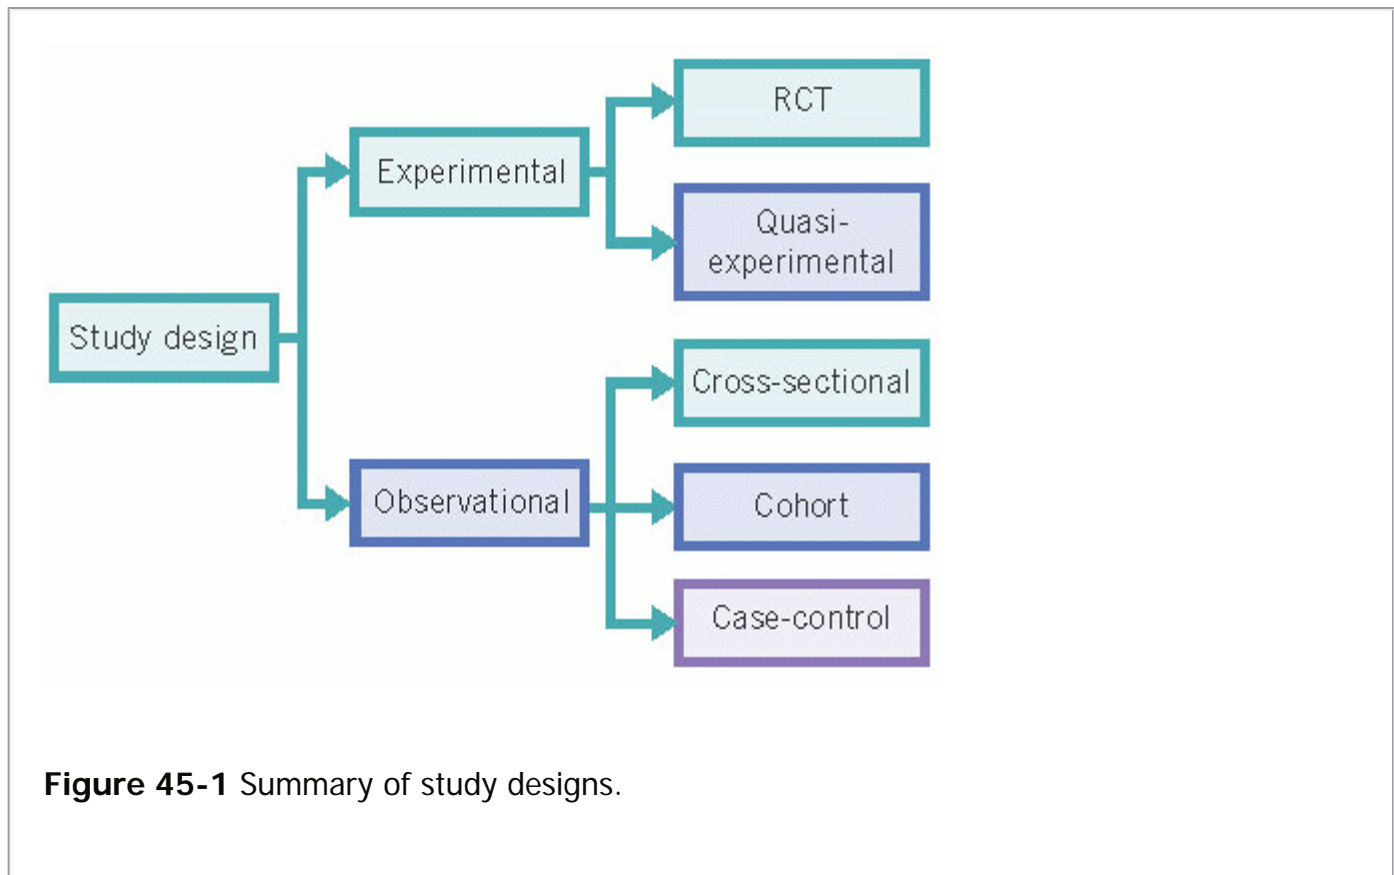 RCT
Experimental
Quasi-
experimental
Study design
Cross-sectional
Observational
Cohort
Case-control
Figure 45-1 Summary of study designs.